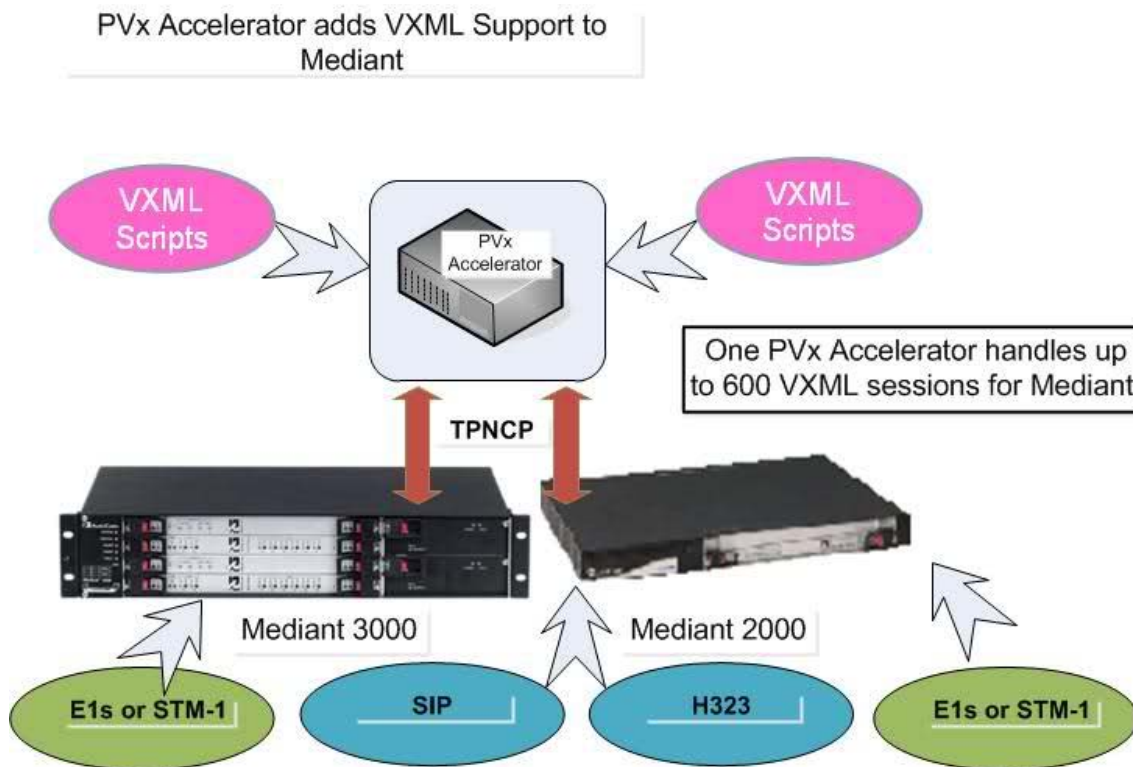 PVx Accelerator adds VXML Support to
Mediant
VXML
Scripts
VXML
Scripts
PVx
Accelerator
One PVx Accelerator handles up
to 600 VXML sessions for Mediant
TPNCP
Mediant 3000
Mediant 2000
E1s or STM-1
SIP
H323
E1s or STM-1